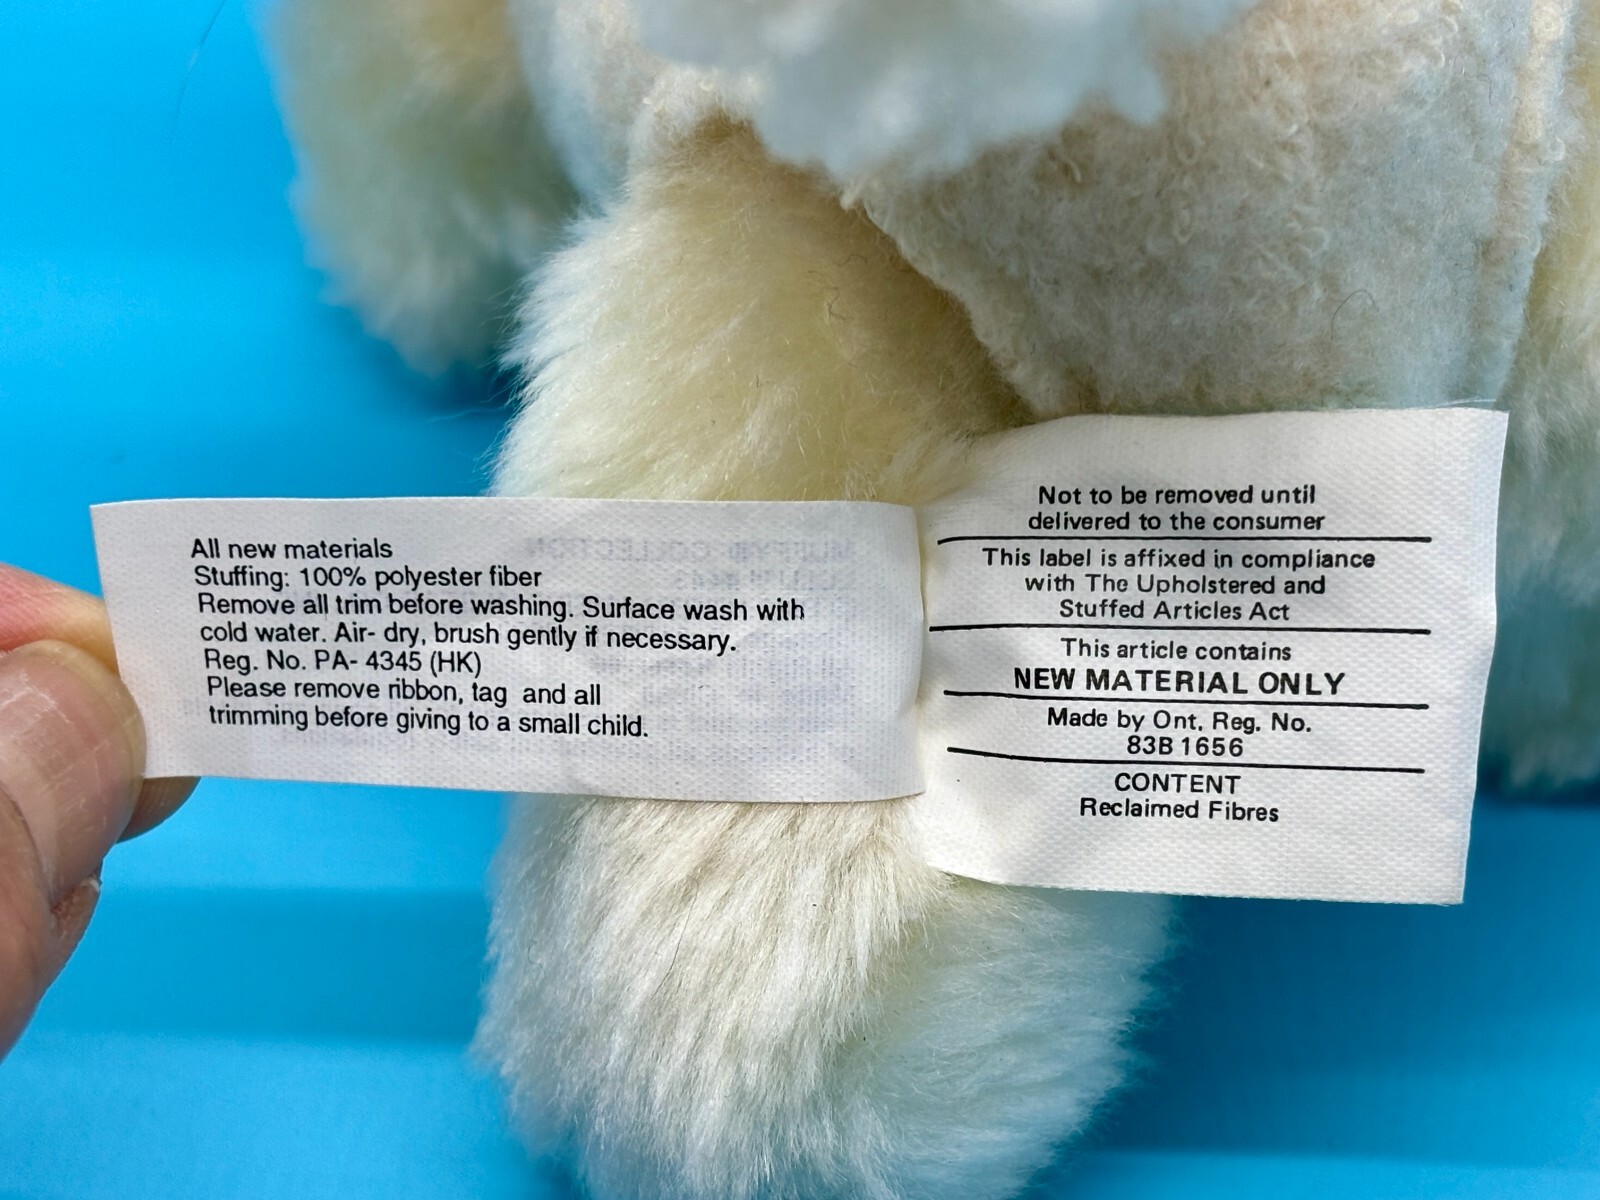 All new materials
Stuffing: 100% polyester fiber
Remove all trim before washing. Surface wash with
cold water. Air- dry, brush gently if necessary.
Reg. No. PA- 4345 (HK)
Please remove ribbon, tag and all
trimming before giving to a small child.
Not to be removed until
delivered to the consumer
This label is affixed in compliance
with The Upholstered and
Stuffed Articles Act
This article contains
NEW MATERIAL ONLY
Made by Ont. Reg. No.
83B 1656
CONTENT
Reclaimed Fibres